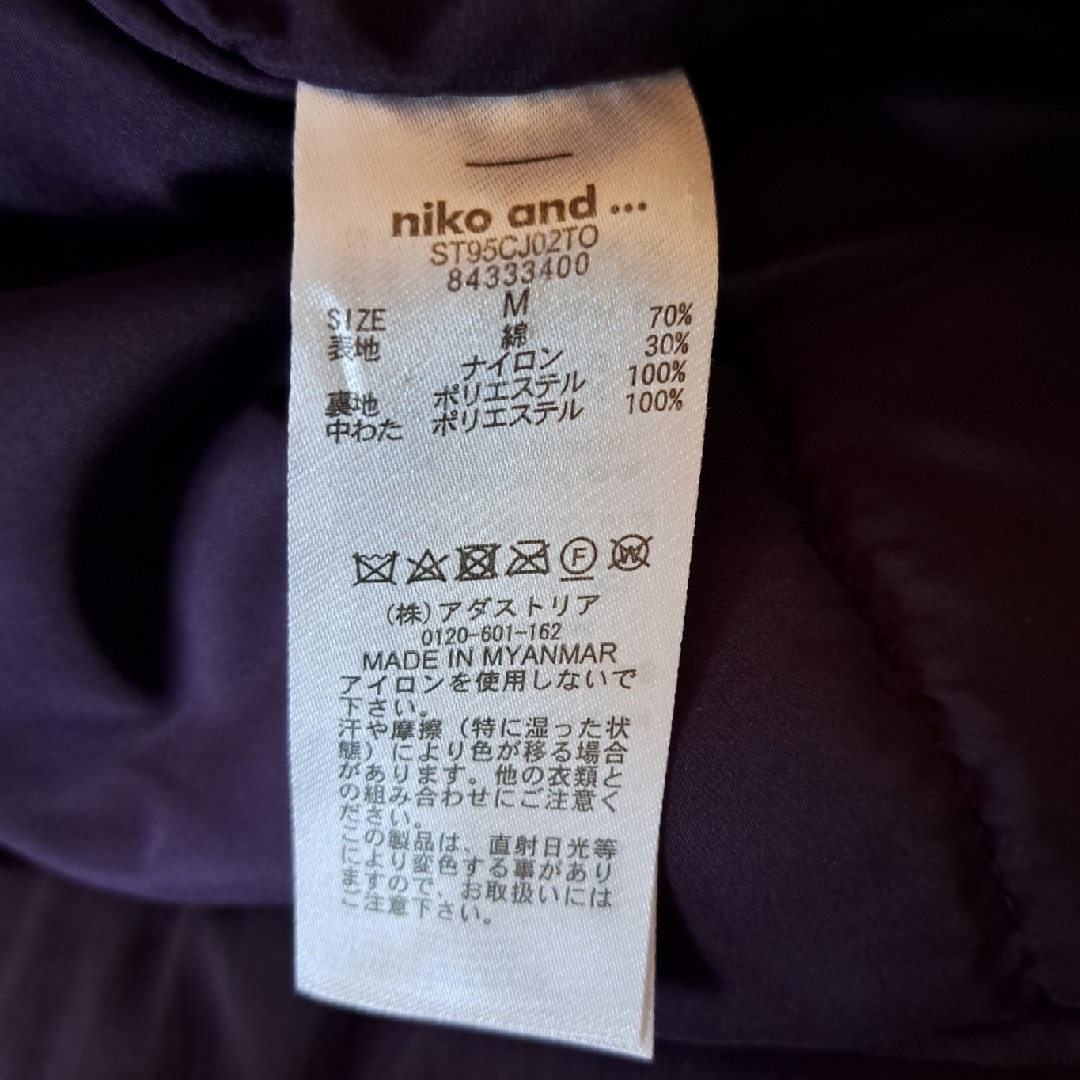 niko and ...
ST95CJ02TO
84333400
SIZE M
表地 綿 70%
ナイロン 30%
裏地 ポリエステル 100%
中わた ポリエステル 100%
F W
(株)アダストリア
0120-601-162
MADE IN MYANMAR
アイロンを使用しないで
下さい。
汗や摩擦（特に湿った状
態）により色が移る場合
があります。他の衣類と
の組み合わせにご注意く
ださい。
この製品は、直射日光等
により変色する事があり
ますので、お取扱いには
ご注意下さい。